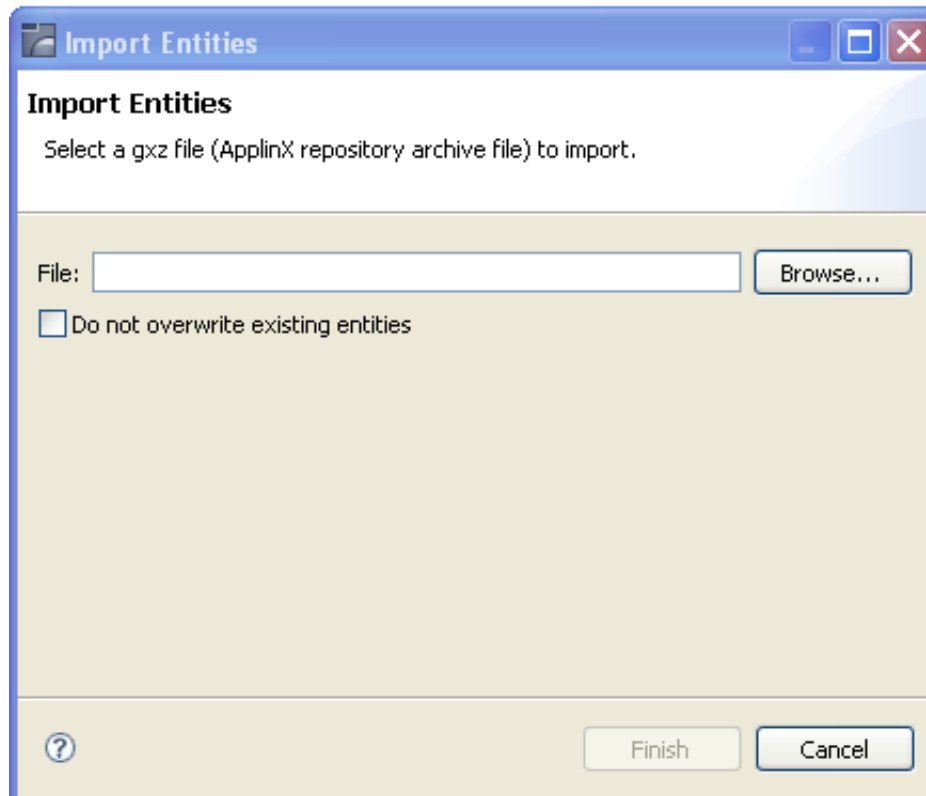 Import Entities
Import Entities
Select a gxz file (ApplinX repository archive file) to import.
File:
Browse...
Do not overwrite existing entities
?
Finish
Cancel